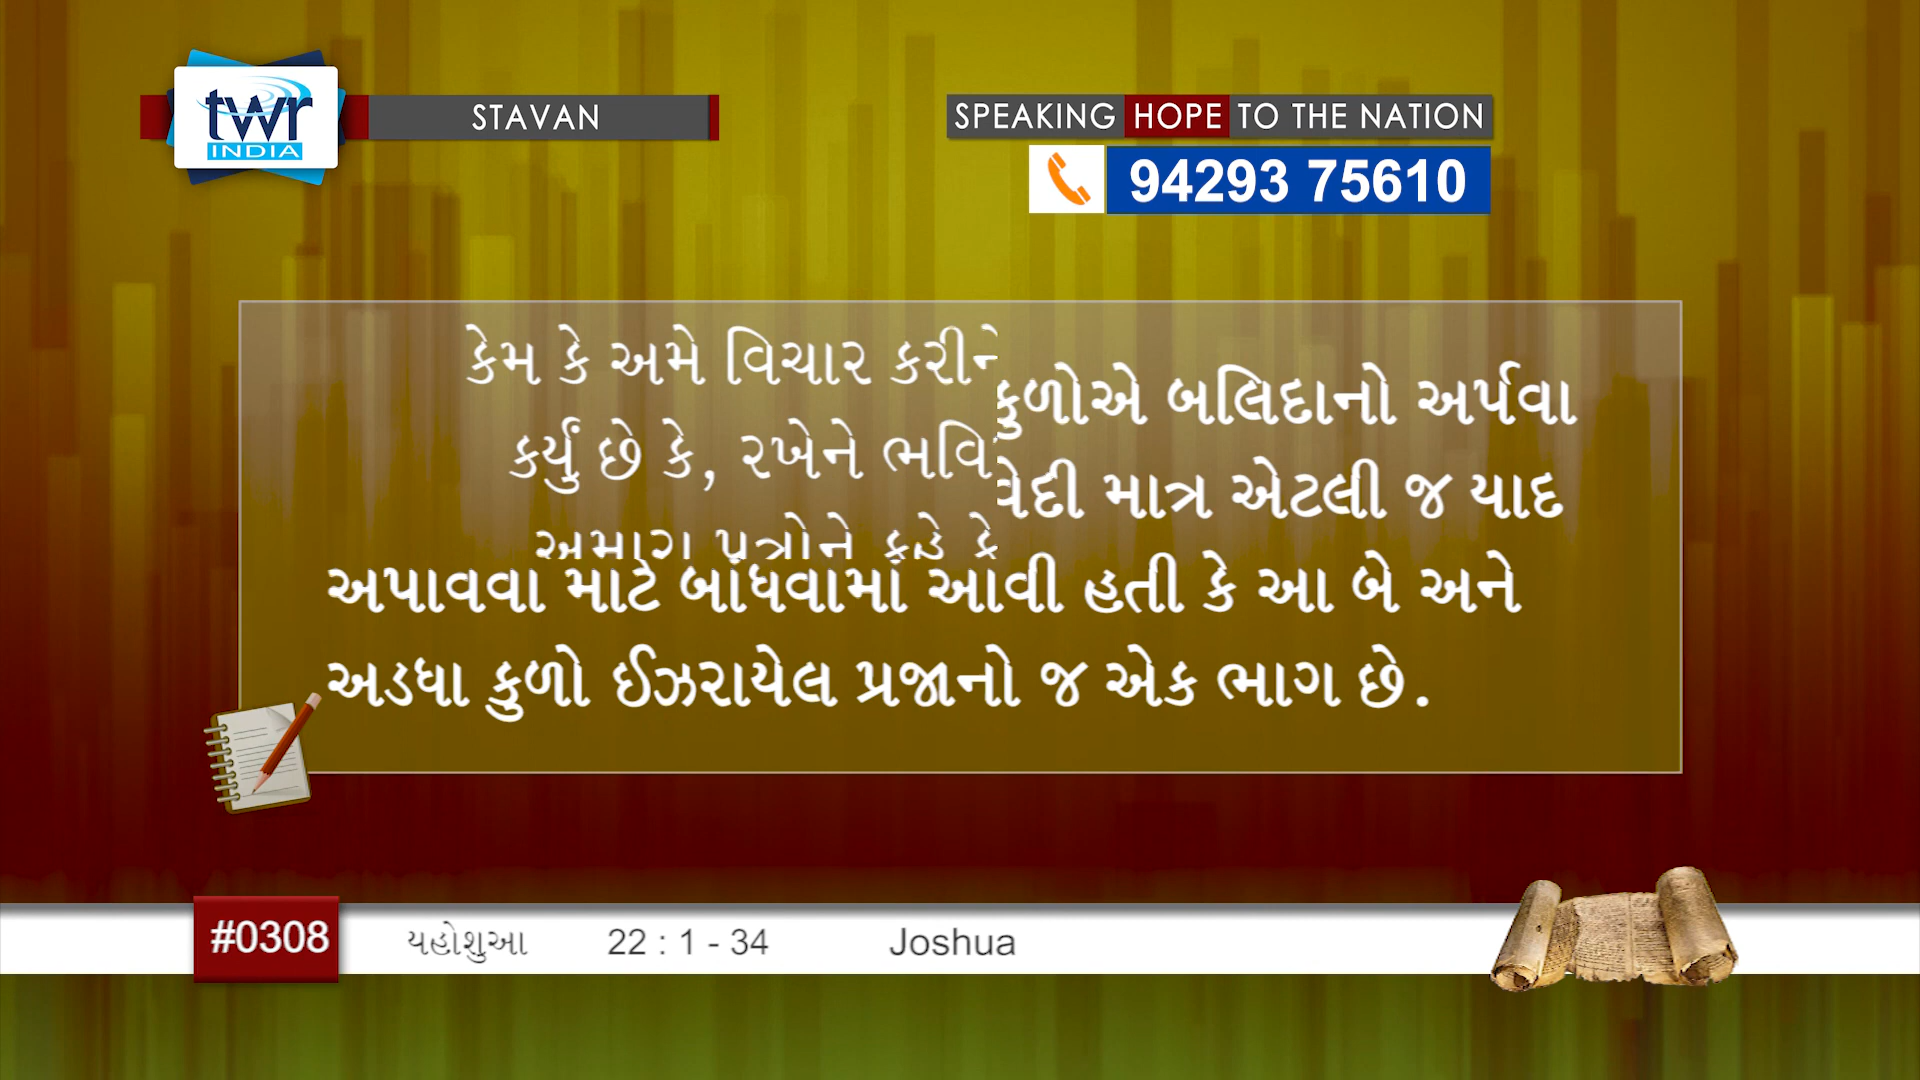 twr
INDIA
STAVAN
SPEAKING HOPE TO THE NATION
94293 75610
કેમ કે અમે વિચાર કરીને
કુળોએ બલિદાનો અર્પવા
કર્યું છે કે, રખેને
વેદી માત્ર એટલી જ યાદ
કે
અપાવવા માટે બાંધવામાં આવી હતી કે આ બે અને
અડધા કુળો ઈઝરાયેલ પ્રજાનો જ એક ભાગ છે.
#0308 યહોશુઆ 22 : 1 - 34 Joshua